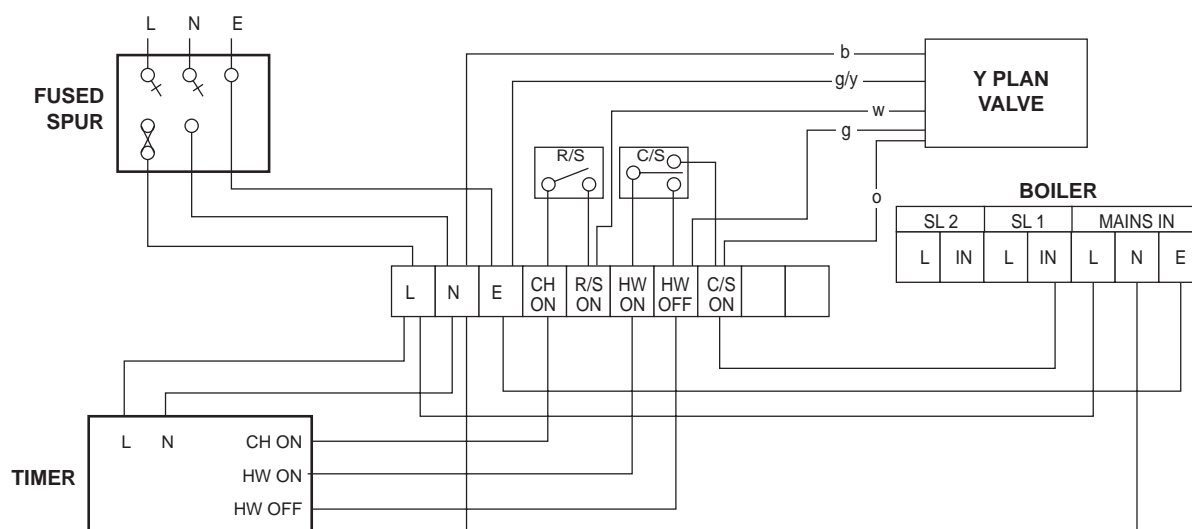 L N E
FUSED
SPUR
b
g/y
w
g
o
Y PLAN
VALVE
R/S
C/S
BOILER
SL 2 SL 1 MAINS IN
L IN L IN L N E
L N E CH ON R/S ON HW ON HW OFF C/S ON
TIMER
L N CH ON
HW ON
HW OFF